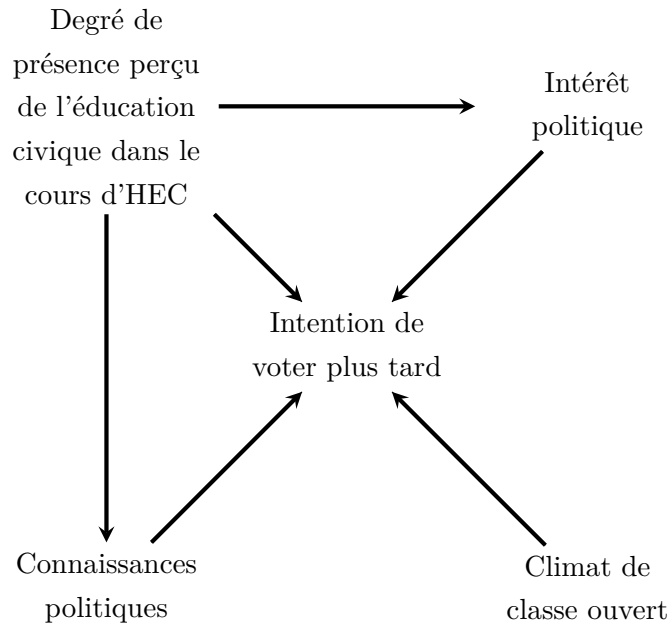 Degré de
présence perçu
de l'éducation
civique dans le
cours d'HEC
Intérêt
politique
Intention de
voter plus tard
Connaissances
politiques
Climat de
classe ouvert